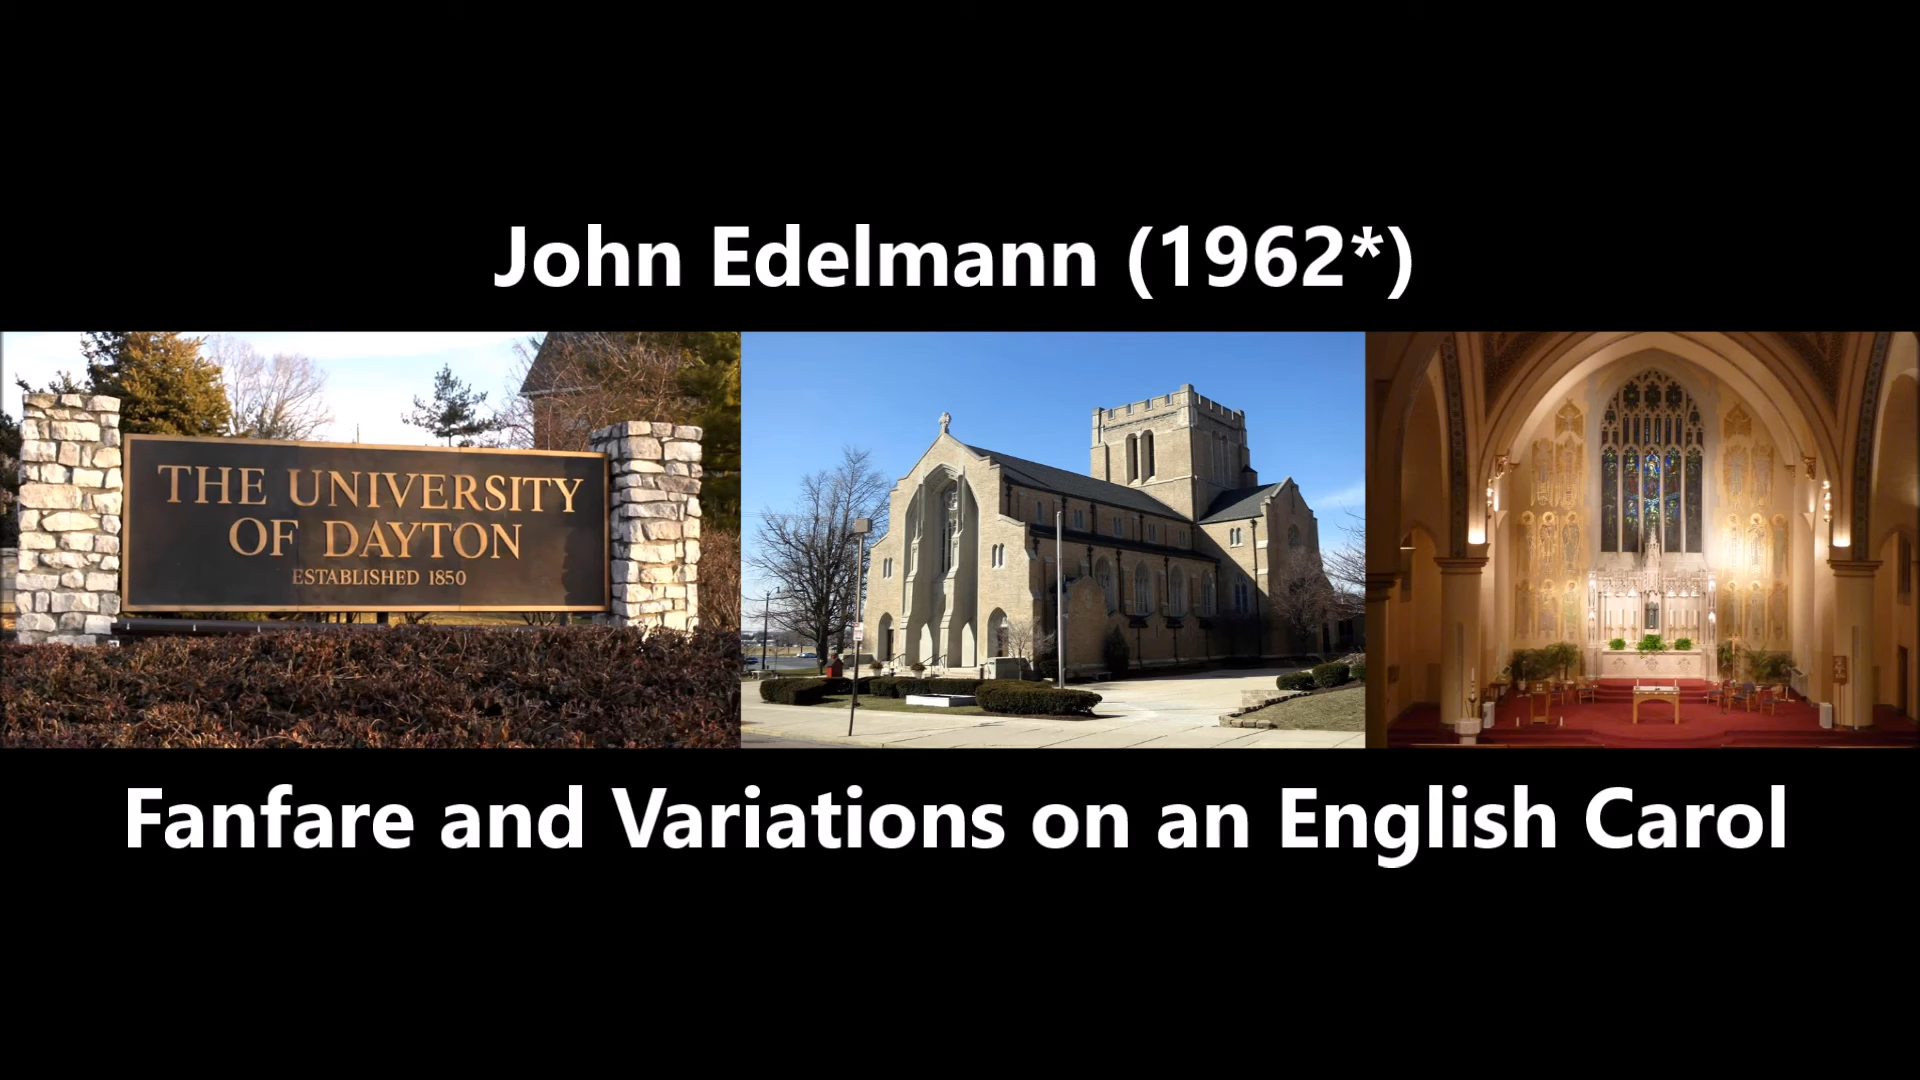 John Edelmann (1962*)
THE UNIVERSITY
OF DAYTON
ESTABLISHED 1850
Fanfare and Variations on an English Carol